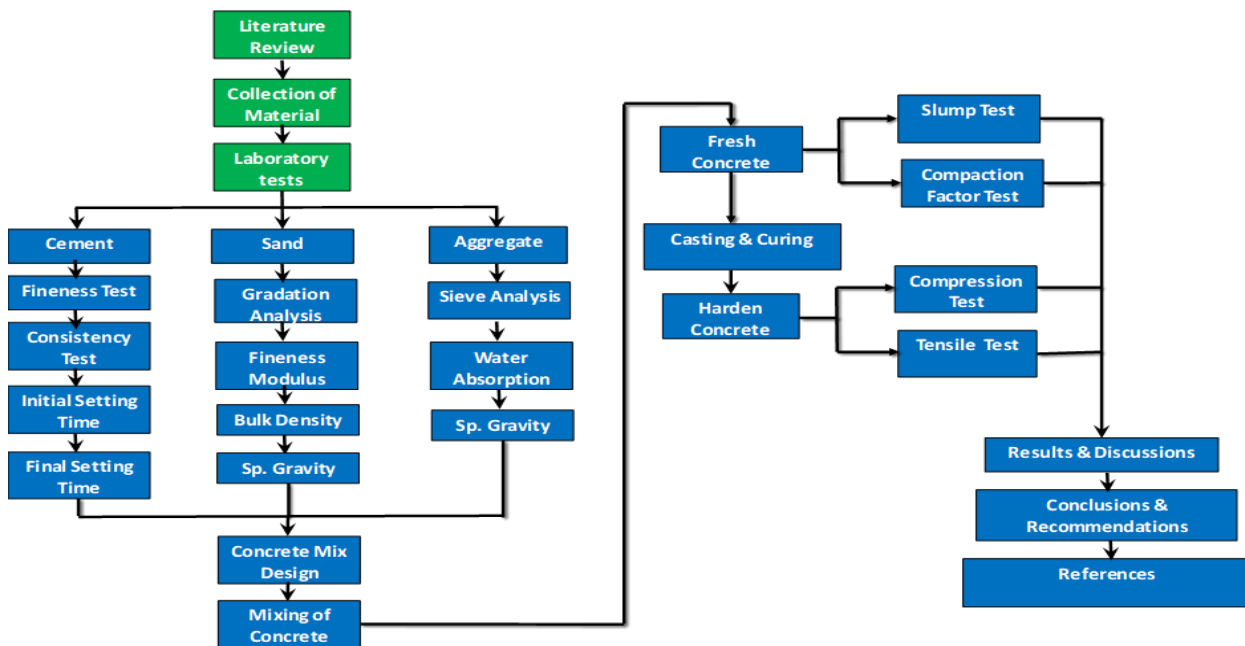 Literature
Review
Collection of
Material
Laboratory
tests
Cement
Fineness Test
Consistency
Test
Initial Setting
Time
Final Setting
Time
Sand
Gradation
Analysis
Fineness
Modulus
Bulk Density
Sp. Gravity
Aggregate
Sieve Analysis
Water
Absorption
Sp. Gravity
Concrete Mix
Design
Mixing of
Concrete
Fresh
Concrete
Slump Test
Compaction
Factor Test
Casting & Curing
Harden
Concrete
Compression
Test
Tensile Test
Results & Discussions
Conclusions &
Recommendations
References